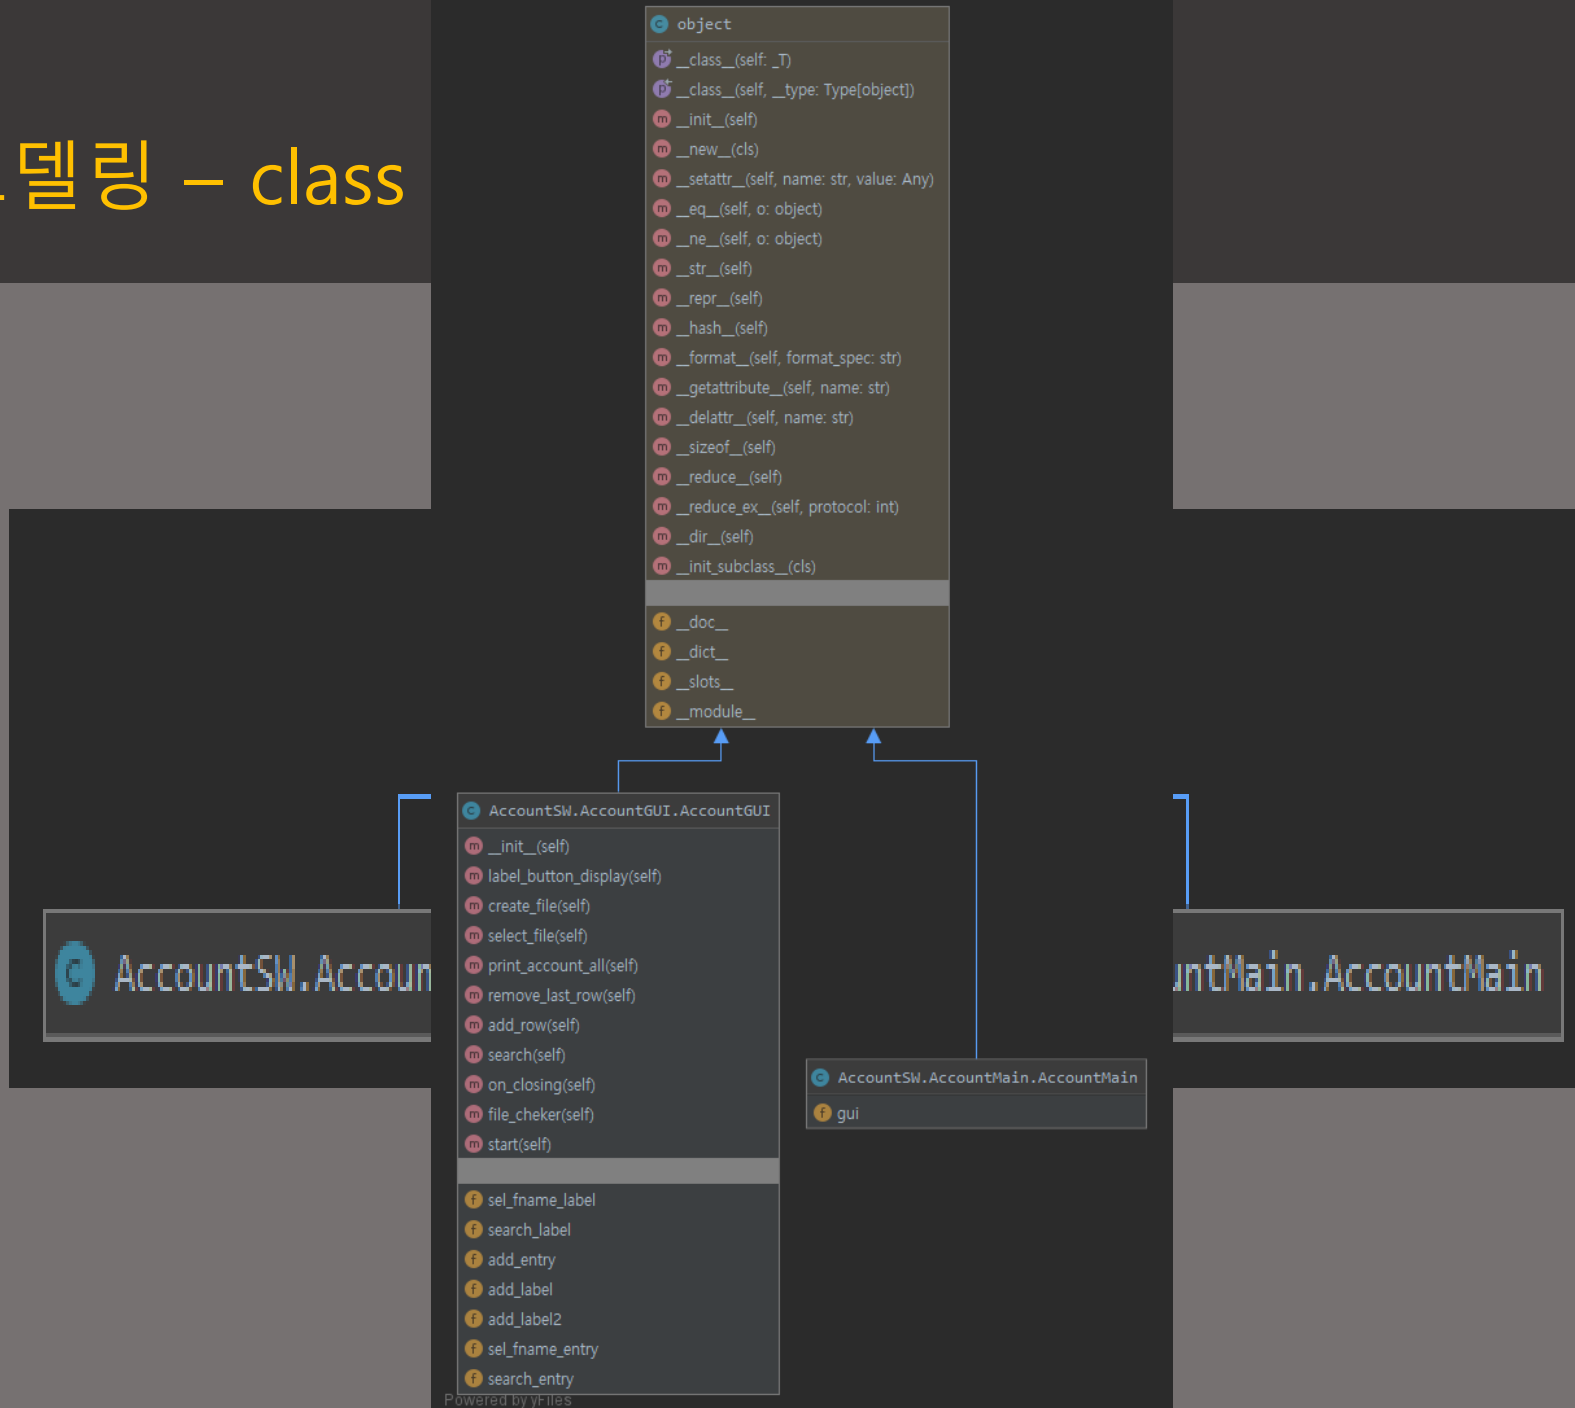 델링 – class
object
__class__(self: _T)
__class__(self, __type: Type[object])
__init__(self)
__new__(cls)
__setattr__(self, name: str, value: Any)
__eq__(self, o: object)
__ne__(self, o: object)
__str__(self)
__repr__(self)
__hash__(self)
__format__(self, format_spec: str)
__getattribute__(self, name: str)
__delattr__(self, name: str)
__sizeof__(self)
__reduce__(self)
__reduce_ex__(self, protocol: int)
__dir__(self)
__init_subclass__(cls)
__doc__
__dict__
__slots__
__module__
AccountSW.AccountGUI.AccountGUI
__init__(self)
label_button_display(self)
create_file(self)
select_file(self)
print_account_all(self)
remove_last_row(self)
add_row(self)
search(self)
on_closing(self)
file_cheker(self)
start(self)
sel_fname_label
search_label
add_entry
add_label
add_label2
sel_fname_entry
search_entry
AccountSW.AccountMain.AccountMain
gui
AccountSW.Accoun
untMain.AccountMain
Powered by yFiles